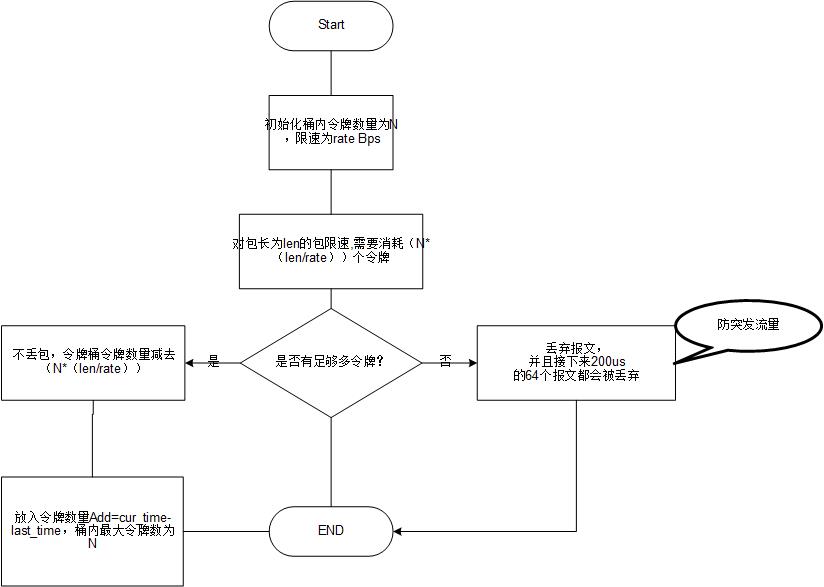 Start
初始化桶内令牌数量为N
，限速为rate Bps
对包长为len的包限速,需要消耗（N*
（len/rate））个令牌
是否有足够多令牌?
是
否
不丢包，令牌桶令牌数量减去
（N*（len/rate））
丢弃报文，
并且接下来200us
的64个报文都会被丢弃
防突发流量
放入令牌数量Add=cur_time-
last_time，桶内最大令牌数为
N
END